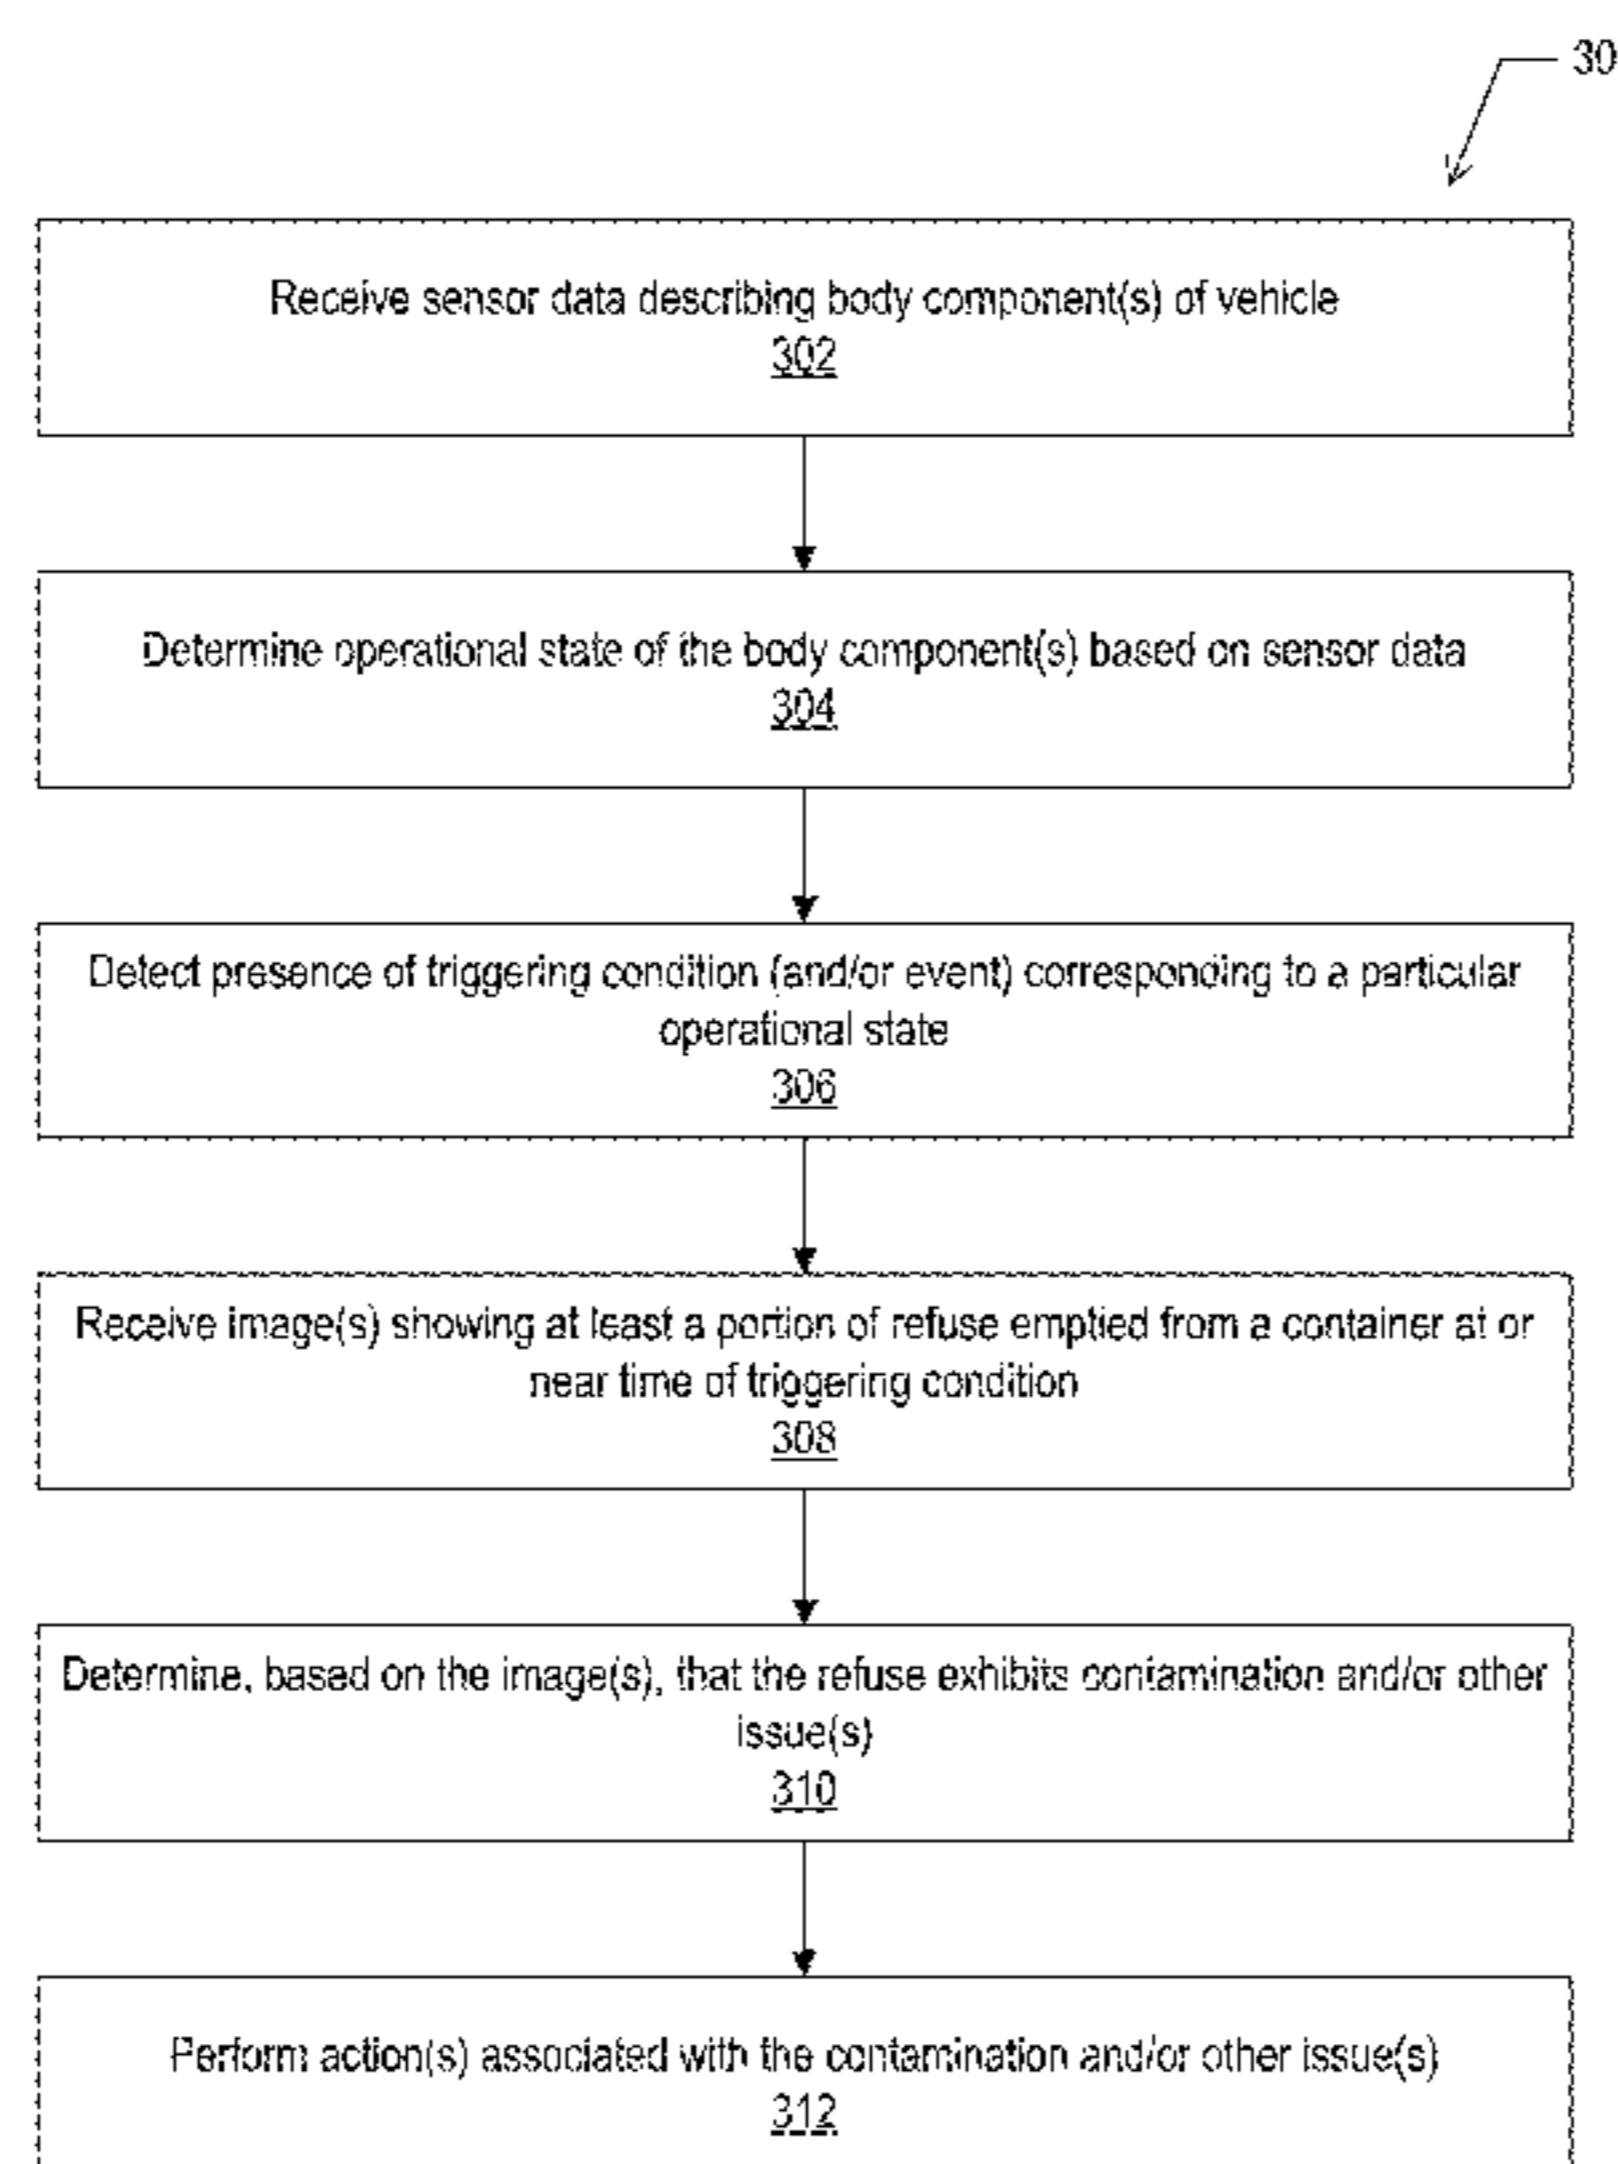 30
Receive sensor data describing body component(s) of vehicle
302
Determine operational state of the body component(s) based on sensor data
304
Detect presence of triggering condition (and/or event) corresponding to a particular
operational state
306
Receive image(s) showing at least a portion of refuse emptied from a container at or
near time of triggering condition
308
Determine, based on the image(s), that the refuse exhibits contamination and/or other
issue(s)
310
Perform action(s) associated with the contamination and/or other issue(s)
312